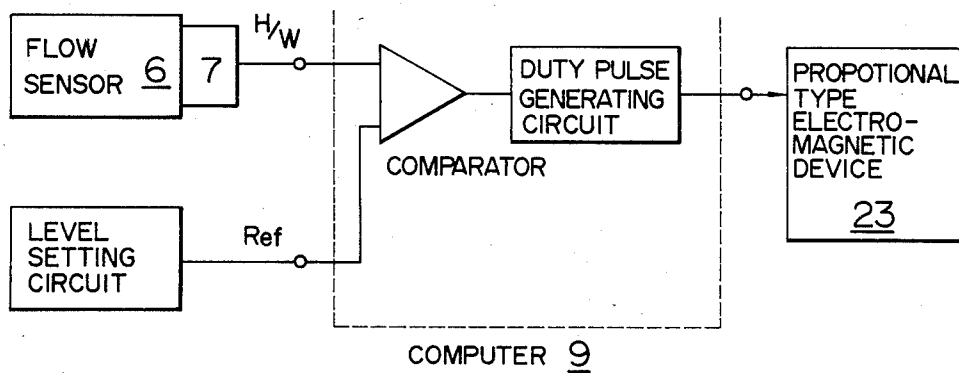 FLOW
SENSOR 6
7
H/W
DUTY PULSE
GENERATING
CIRCUIT
COMPARATOR
PROPOTIONAL
TYPE
ELECTRO-
MAGNETIC
DEVICE
23
LEVEL
SETTING
CIRCUIT
Ref
COMPUTER 9